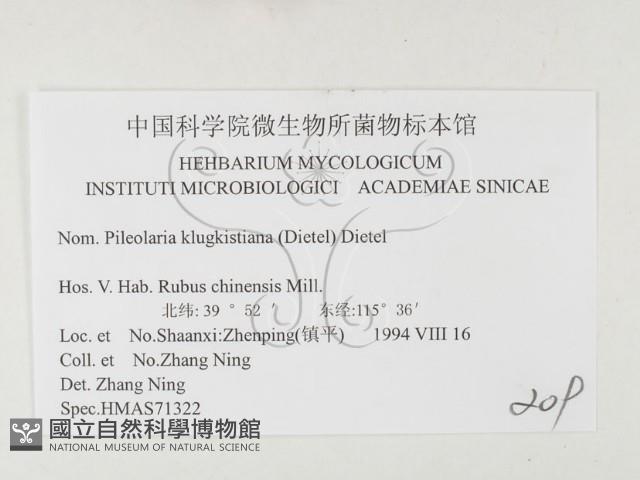 中国科学院微生物所菌物标本馆
HEHBARIUM MYCOLOGICUM
INSTITUTI MICROBIOLOGICI ACADEMIAE SINICAE
Nom. Pileolaria klugkistiana (Dietel) Dietel
Hos. V. Hab. Rubus chinensis Mill.
北纬: 39 ° 52 ′ 东经:115° 36′
Loc. et No.Shaanxi:Zhenping(镇平) 1994 VIII 16
Coll. et No.Zhang Ning
Det. Zhang Ning
Spec.HMAS71322
國立自然科學博物館
NATIONAL MUSEUM OF NATURAL SCIENCE